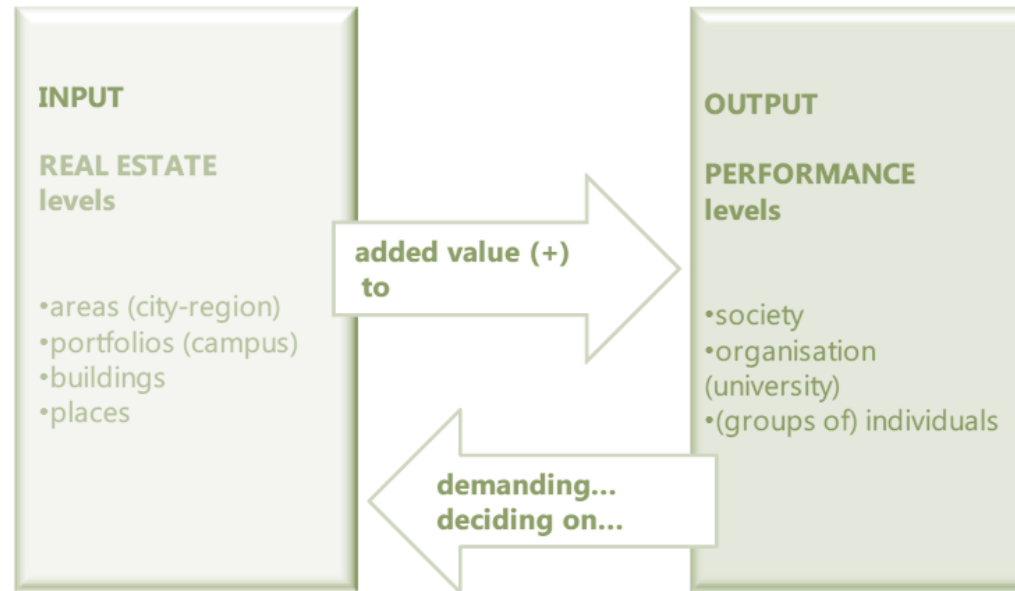 INPUT
REAL ESTATE
levels
•areas (city-region)
•portfolios (campus)
•buildings
•places
added value (+)
to
demanding...
deciding on...
OUTPUT
PERFORMANCE
levels
•society
•organisation
(university)
•(groups of) individuals